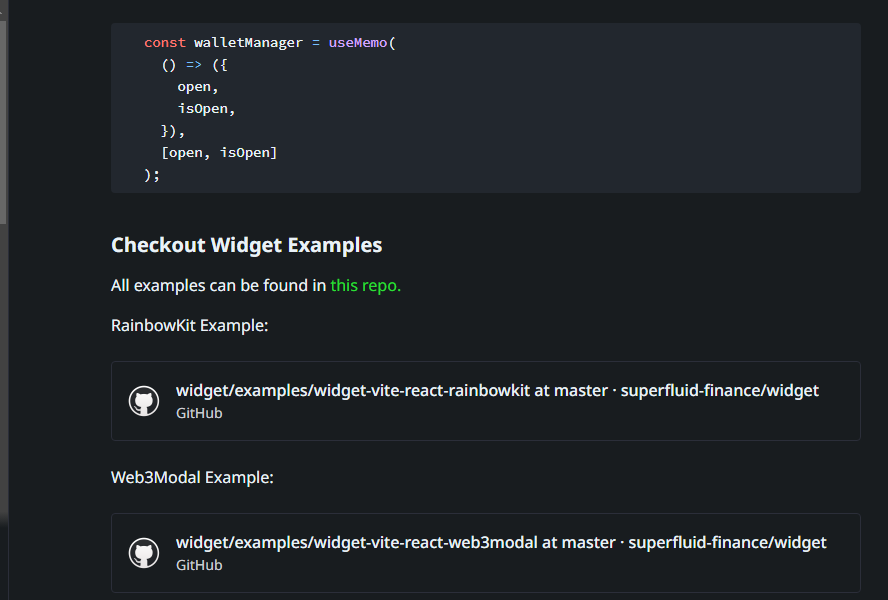 const walletManager = useMemo(
() => ({
open,
isOpen,
}),
[open, isOpen]
);
Checkout Widget Examples
All examples can be found in this repo.
RainbowKit Example:
widget/examples/widget-vite-react-rainbowkit at master · superfluid-finance/widget
GitHub
Web3Modal Example:
widget/examples/widget-vite-react-web3modal at master · superfluid-finance/widget
GitHub